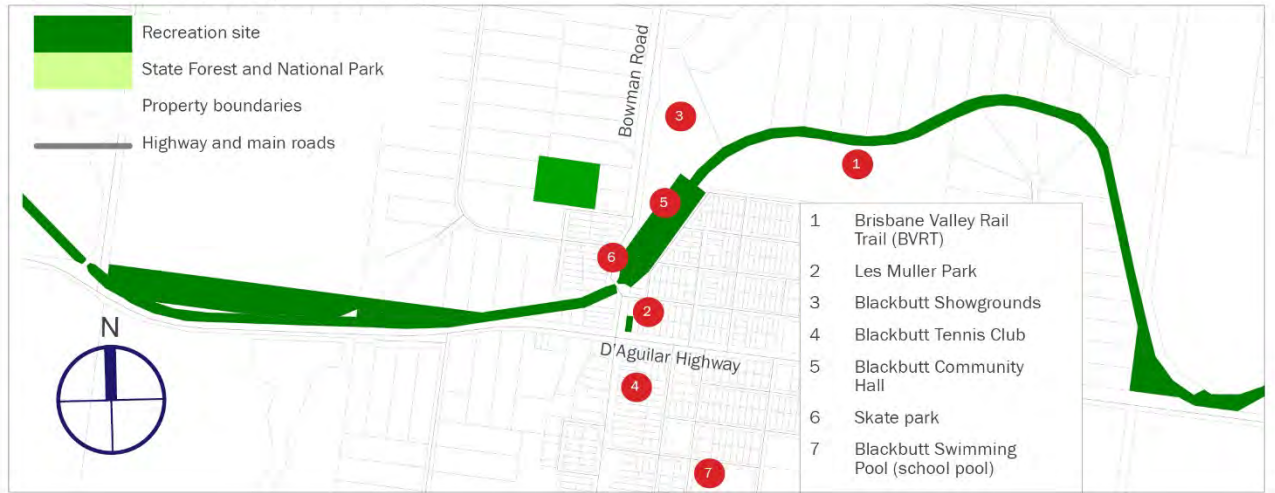 Recreation site
State Forest and National Park
Property boundaries
Highway and main roads
N
Bowman Road
3
1
5
6
2
D'Aguilar Highway
4
7
1 Brisbane Valley Rail
Trail (BVRT)
2 Les Muller Park
3 Blackbutt Showgrounds
4 Blackbutt Tennis Club
5 Blackbutt Community
Hall
6 Skate park
7 Blackbutt Swimming
Pool (school pool)